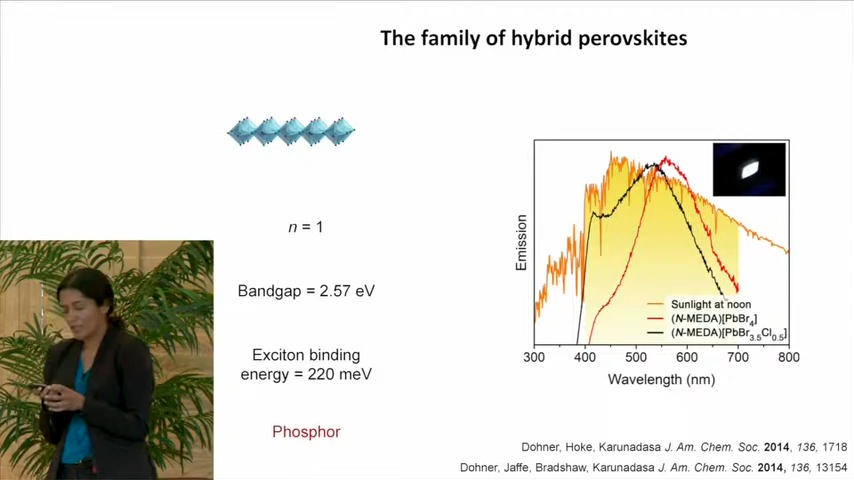 The family of hybrid perovskites
n = 1
Bandgap = 2.57 eV
Exciton binding
energy = 220 meV
Phosphor
Emission
Sunlight at noon
(N-MEDA)[PbBr4]
(N-MEDA)[PbBr3.5Cl0.5]
300 400 500 600 700 800
Wavelength (nm)
Dohner, Hoke, Karunadasa J. Am. Chem. Soc. 2014, 136, 1718
Dohner, Jaffe, Bradshaw, Karunadasa J. Am. Chem. Soc. 2014, 136, 13154